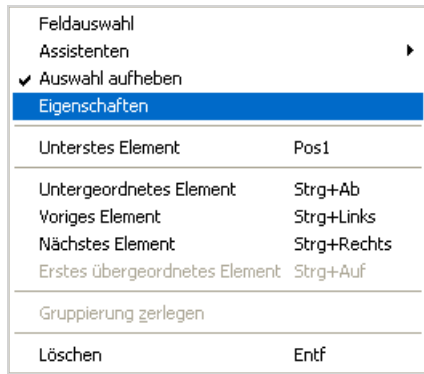 Feldauswahl
Assistenten
Auswahl aufheben
Eigenschaften
Unterstes Element Pos1
Untergeordnetes Element Strg+Ab
Voriges Element Strg+Links
Nächstes Element Strg+Rechts
Erstes übergeordnetes Element Strg+Auf
Gruppierung zerlegen
Löschen Entf